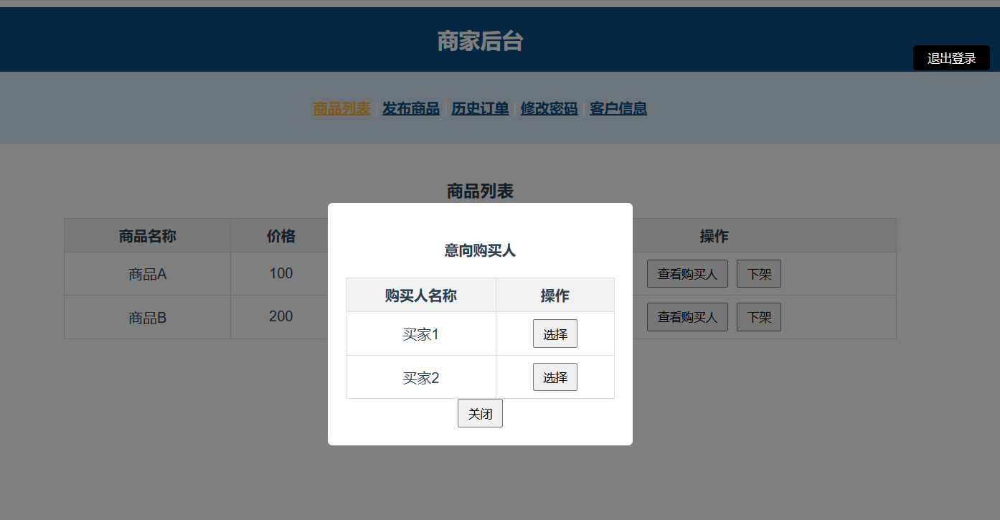 商家后台
退出登录
商品列表 | 发布商品 | 历史订单 | 修改密码 | 客户信息
商品列表
商品名称 价格 操作
商品A 100 查看购买人 下架
商品B 200 查看购买人 下架
意向购买人
购买人名称 操作
买家1 选择
买家2 选择
关闭